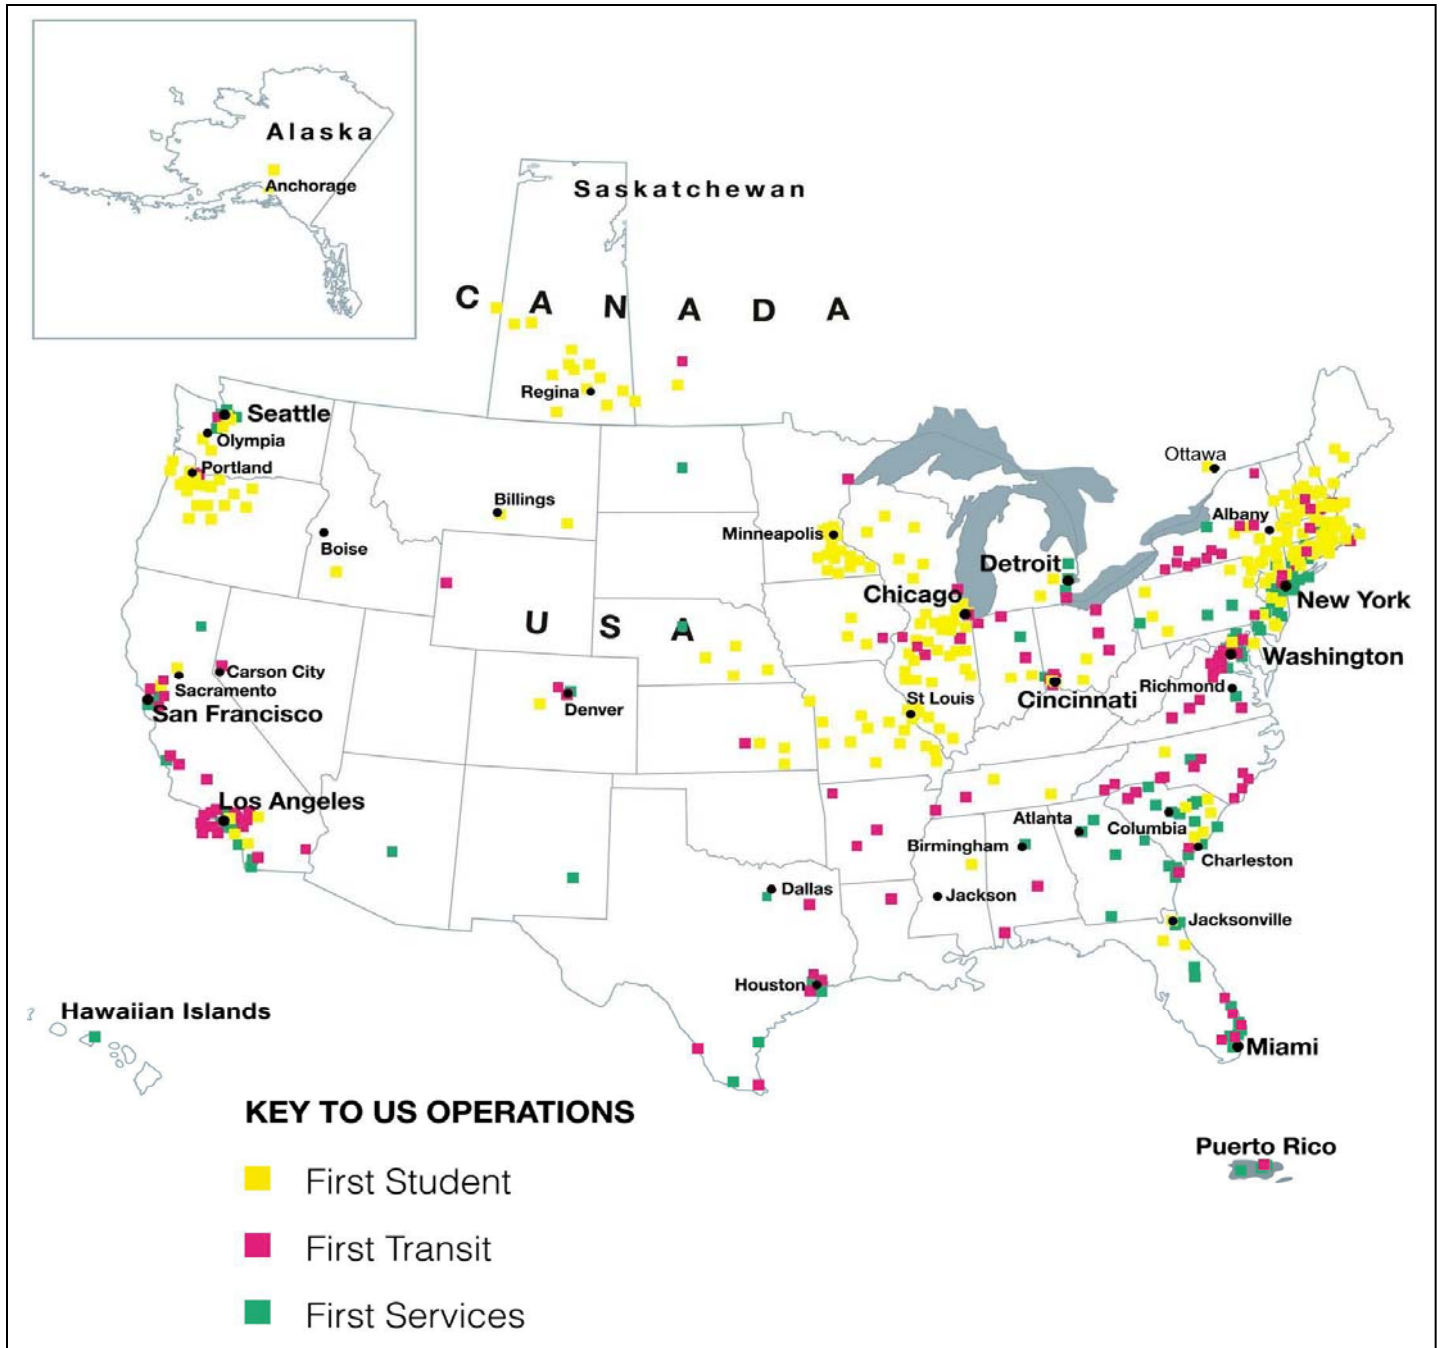 Alaska
Anchorage
Saskatchewan
CANADA
Regina
Seattle
Olympia
Portland
Billings
Boise
Minneapolis
Ottawa
Albany
Detroit
Chicago
New York
USA
Washington
Carson City
Sacramento
San Francisco
Denver
St Louis
Cincinnati
Richmond
Los Angeles
Atlanta
Columbia
Birmingham
Charleston
Dallas
Jackson
Jacksonville
Houston
Hawaiian Islands
Miami
KEY TO US OPERATIONS
Puerto Rico
First Student
First Transit
First Services